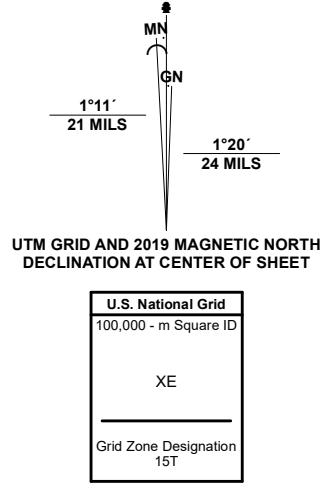 MN
GN
1°11´
21 MILS
1°20´
24 MILS
UTM GRID AND 2019 MAGNETIC NORTH
DECLINATION AT CENTER OF SHEET
U.S. National Grid
100,000 - m Square ID
XE
Grid Zone Designation
15T